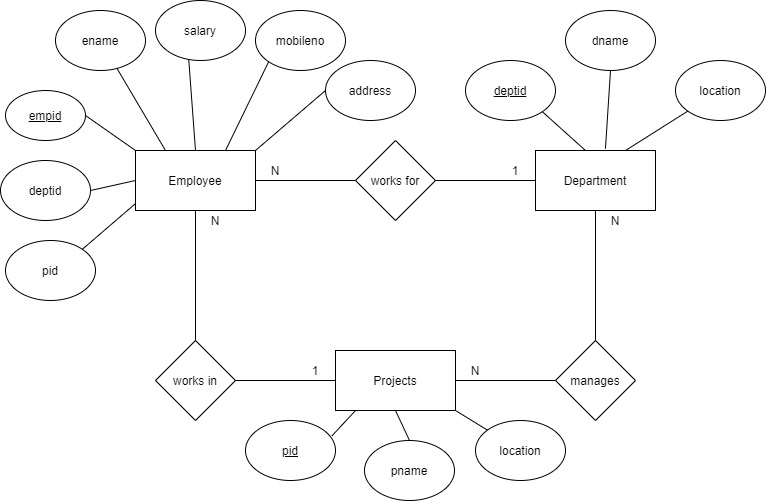 salary
ename
mobileno
dname
address
deptid
location
empid
Employee
N
works for
1
Department
deptid
N
N
pid
works in
1
Projects
N
manages
pid
pname
location